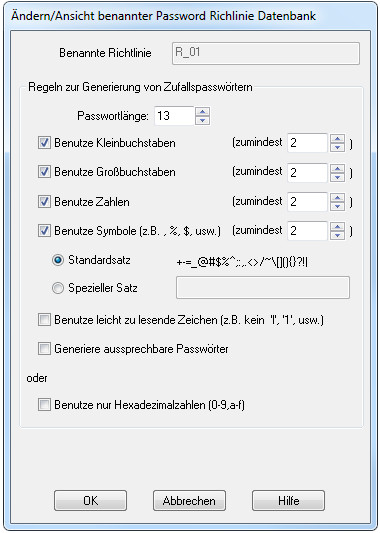 Ändern/Ansicht benannter Password Richlinie Datenbank
Benannte Richtlinie R_01
Regeln zur Generierung von Zufallspasswörtern
Passwortlänge: 13
Benutze Kleinbuchstaben (zumindest 2 )
Benutze Großbuchstaben (zumindest 2 )
Benutze Zahlen (zumindest 2 )
Benutze Symbole (z.B. ., %, $, usw.) (zumindest 2 )
Standardsatz +-=_@#$%^;:,.<>/~\[](){}?!|
Spezieller Satz
Benutze leicht zu lesende Zeichen (z.B. kein 'l', '1', usw.)
Generiere aussprechbare Passwörter
oder
Benutze nur Hexadezimalzahlen (0-9,a-f)
OK Abbrechen Hilfe